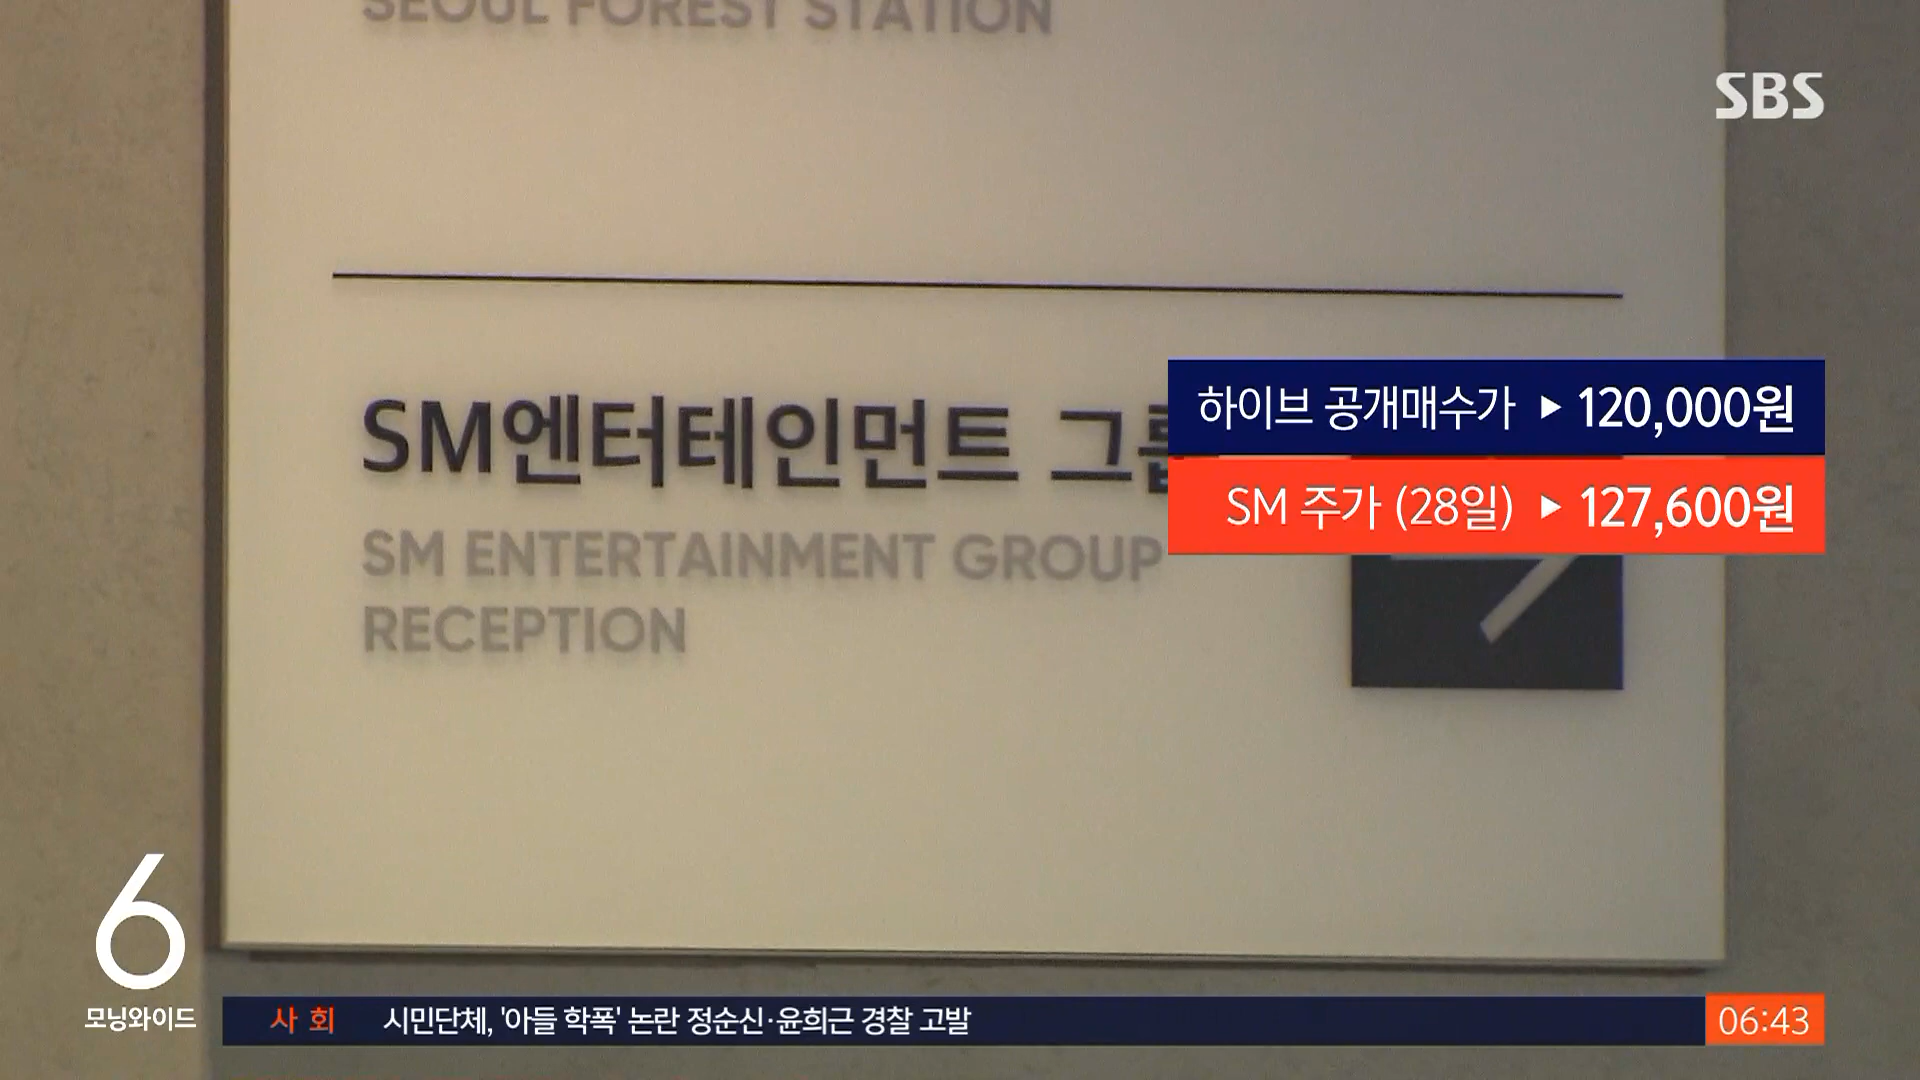 SEOUL FOREST STATION
SBS
SM엔터테인먼트 그룹
하이브 공개매수가 ▶ 120,000원
SM 주가 (28일) ▶ 127,600원
SM ENTERTAINMENT GROUP
RECEPTION
6
모닝와이드
사회 시민단체, '아들 학폭' 논란 정순신·윤희근 경찰 고발
06:43